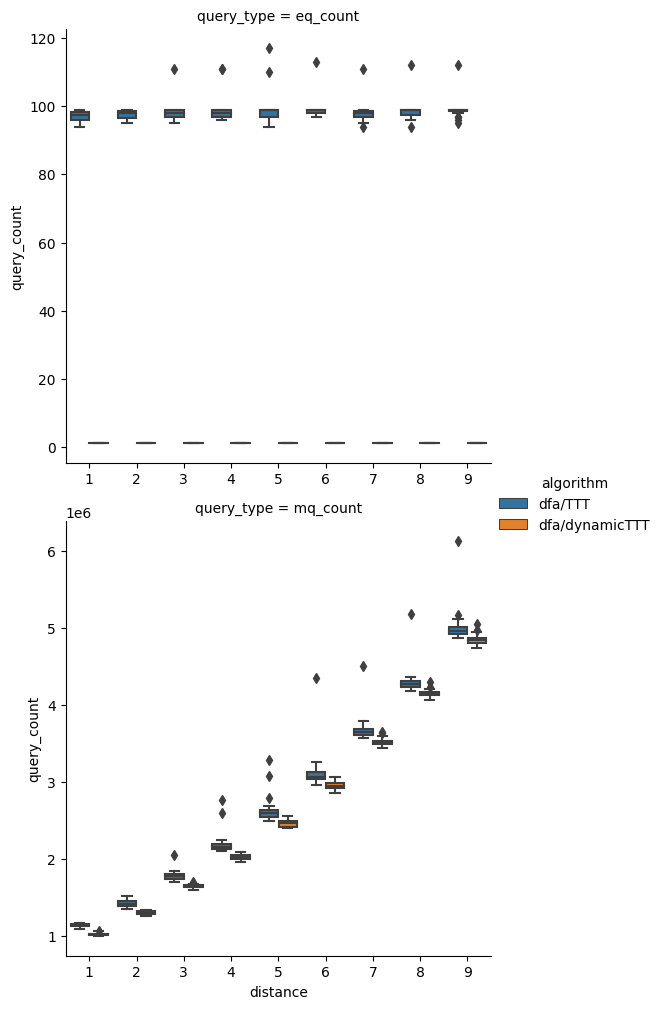 query_type = eq_count
120
100
80
60
40
20
0
query_count
1 2 3 4 5 6 7 8 9
algorithm
dfa/TTT
dfa/dynamicTTT
query_type = mq_count
1e6
6
5
4
3
2
1
query_count
1 2 3 4 5 6 7 8 9
distance